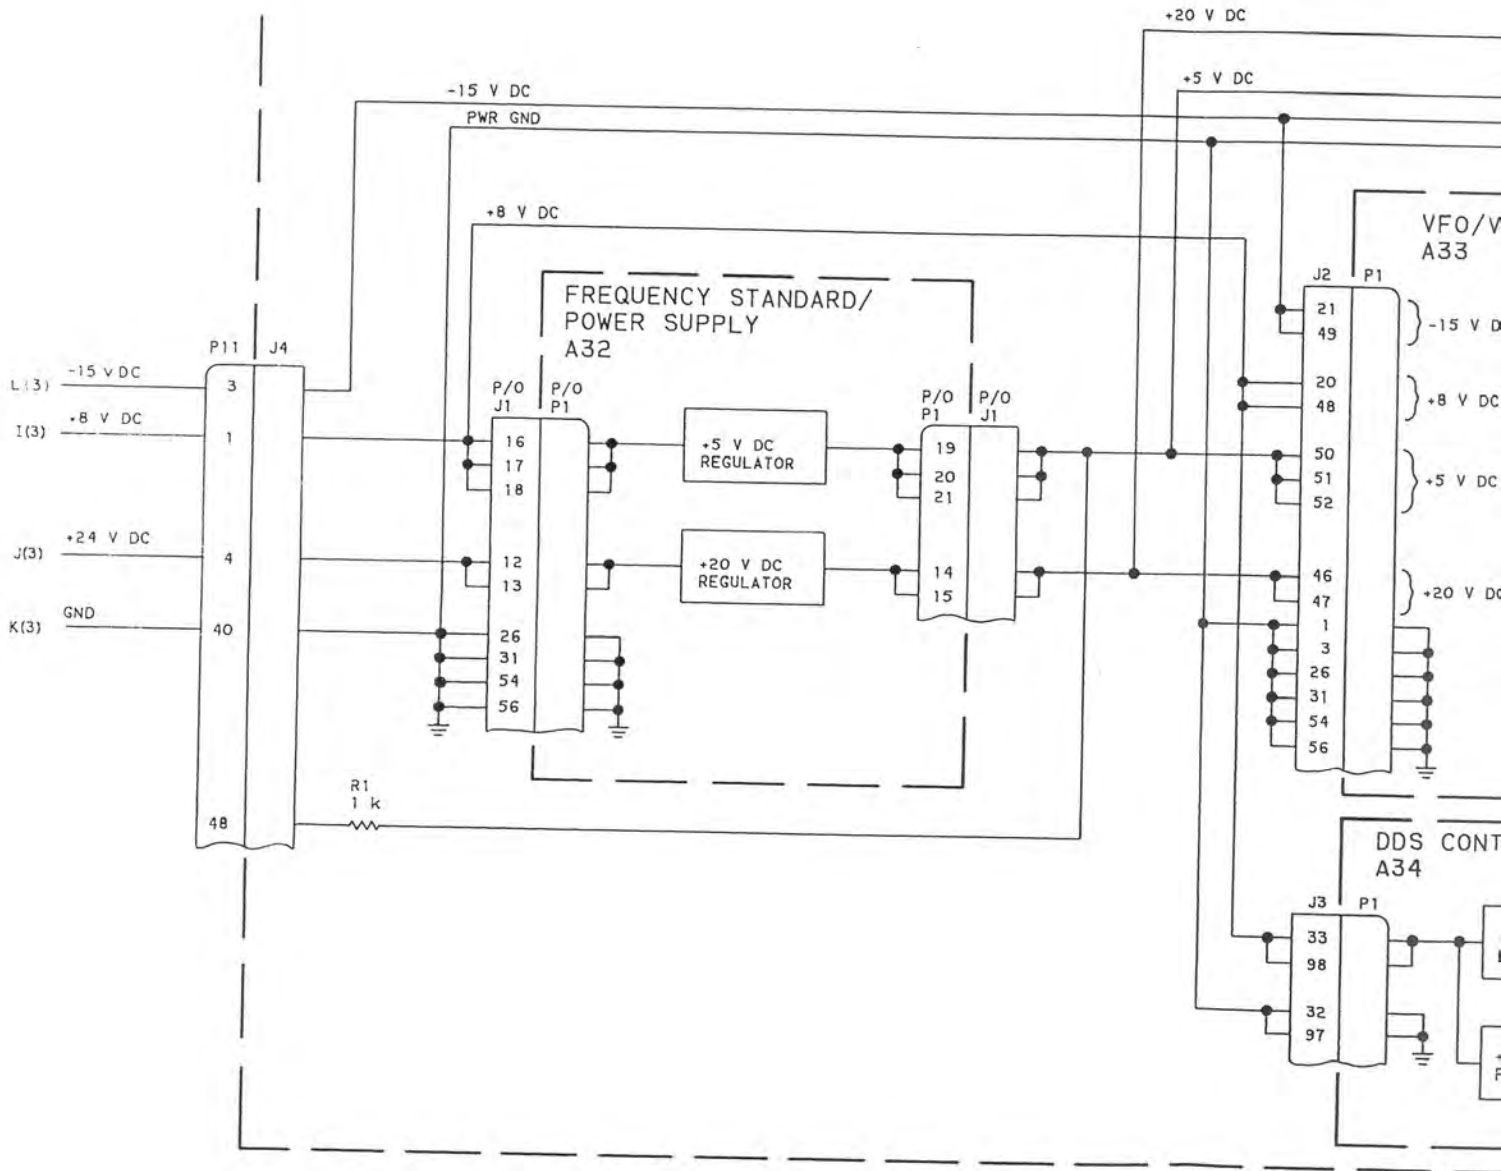 +20 V DC
+5 V DC
-15 V DC
PWR GND
+8 V DC
VFO/V
A33
J2 P1
21
49
-15 V D
20
48
+8 V DC
50
51
52
+5 V DC
46
47
+20 V DC
1
3
26
31
54
56
FREQUENCY STANDARD/
POWER SUPPLY
A32
P11 J4
L(3) -15 V DC 3
I(3) +8 V DC 1
J(3) +24 V DC 4
K(3) GND 40
48
P/O P/O
J1 P1
16
17
18
12
13
26
31
54
56
+5 V DC
REGULATOR
+20 V DC
REGULATOR
P/O P/O
P1 J1
19
20
21
14
15
R1
1 k
DDS CONT
A34
J3 P1
33
98
32
97